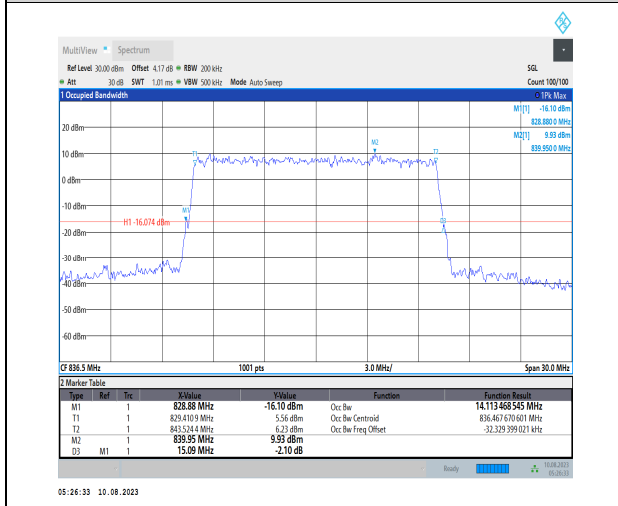 MultiView Spectrum
Ref Level 30.00 dBm Offset 4.17 dB RBW 200 kHz SGL
Att 30 dB SWT 1.01 ms VBW 500 kHz Mode Auto Sweep Count 100/100
1 Occupied Bandwidth 1Pk Max
M1[1] -16.10 dBm
828.880 0 MHz
M2[1] 9.93 dBm
839.950 0 MHz
20 dBm
M2
10 dBm T1 T2
0 dBm
-10 dBm
M1
H1 -16.074 dBm D3
-20 dBm
-30 dBm
-40 dBm
-50 dBm
-60 dBm
CF 836.5 MHz 1001 pts 3.0 MHz/ Span 30.0 MHz
2 Marker Table
Type Ref Trc X-Value Y-Value Function Function Result
M1 1 828.88 MHz -16.10 dBm Occ Bw 14.113 468 545 MHz
T1 1 829.410 9 MHz 5.56 dBm Occ Bw Centroid 836.467 670 601 MHz
T2 1 843.524 4 MHz 6.23 dBm Occ Bw Freq Offset -32.329 399 021 kHz
M2 1 839.95 MHz 9.93 dBm
D3 M1 1 15.09 MHz -2.10 dB
Ready 10.08.2023
05:26:33
05:26:33 10.08.2023